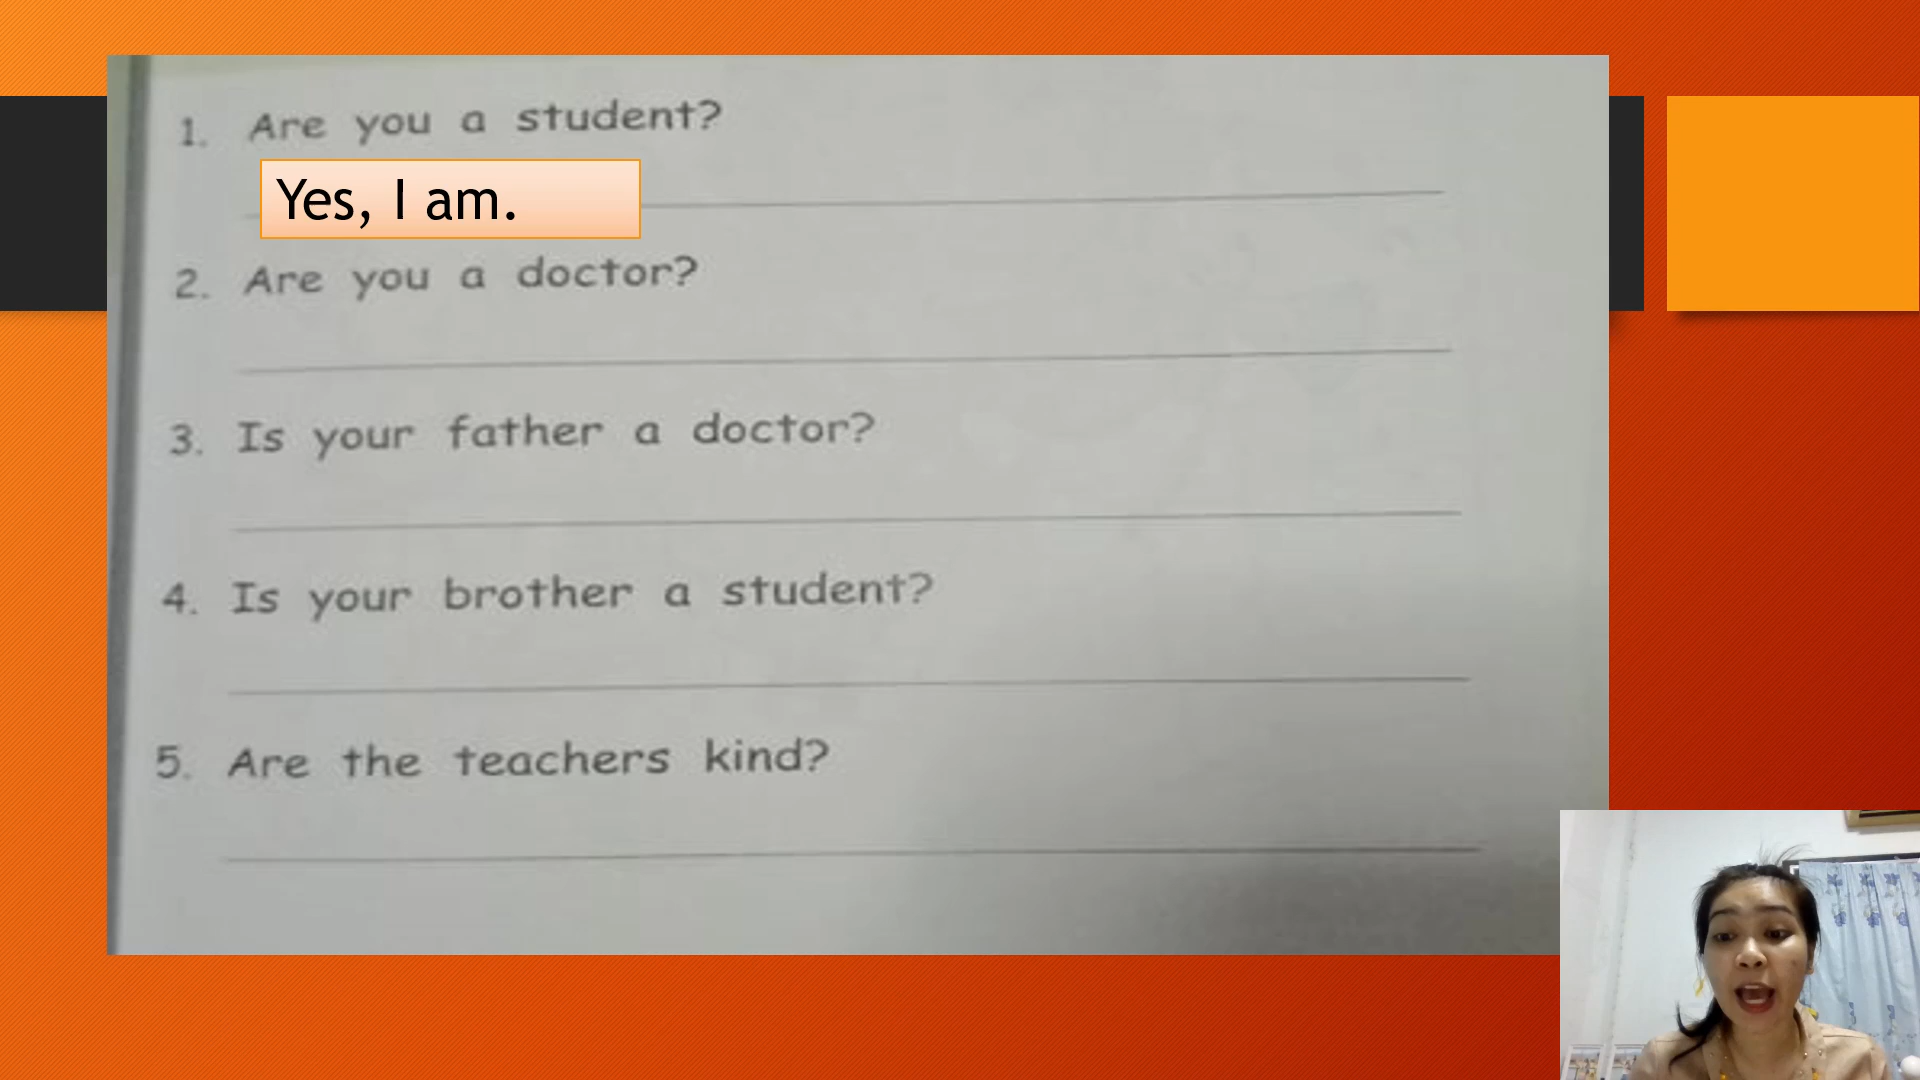 1. Are you a student?
Yes, I am.
2. Are you a doctor?
3. Is your father a doctor?
4. Is your brother a student?
5. Are the teachers kind?